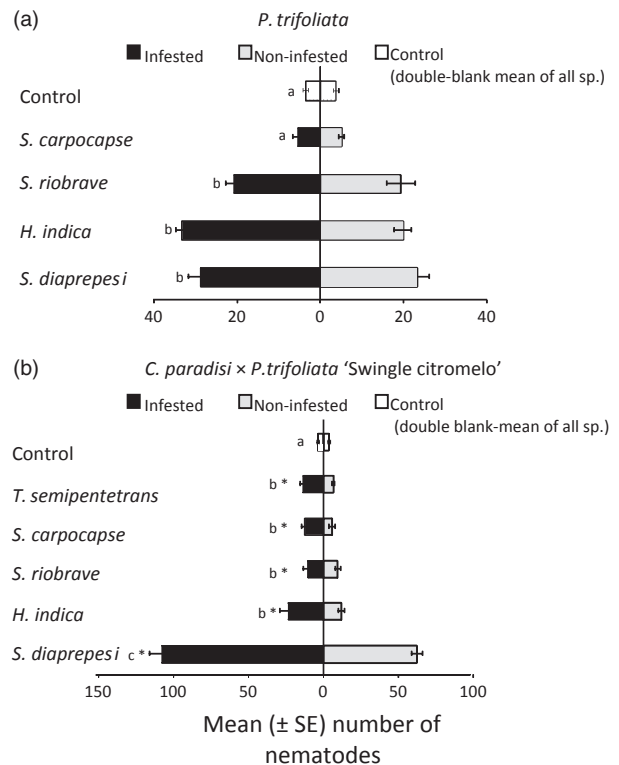 (a) P. trifoliata
Infested Non-infested Control
(double-blank mean of all sp.)
Control a
S. carpocapse a
S. riobrave b
H. indica b
S. diaprepesi b
40 20 0 20 40
(b) C. paradisi × P.trifoliata ‘Swingle citromelo’
Infested Non-infested Control
(double blank-mean of all sp.)
Control a
T. semipentetrans b *
S. carpocapse b *
S. riobrave b *
H. indica b *
S. diaprepesi c *
150 100 50 0 50 100
Mean (± SE) number of
nematodes